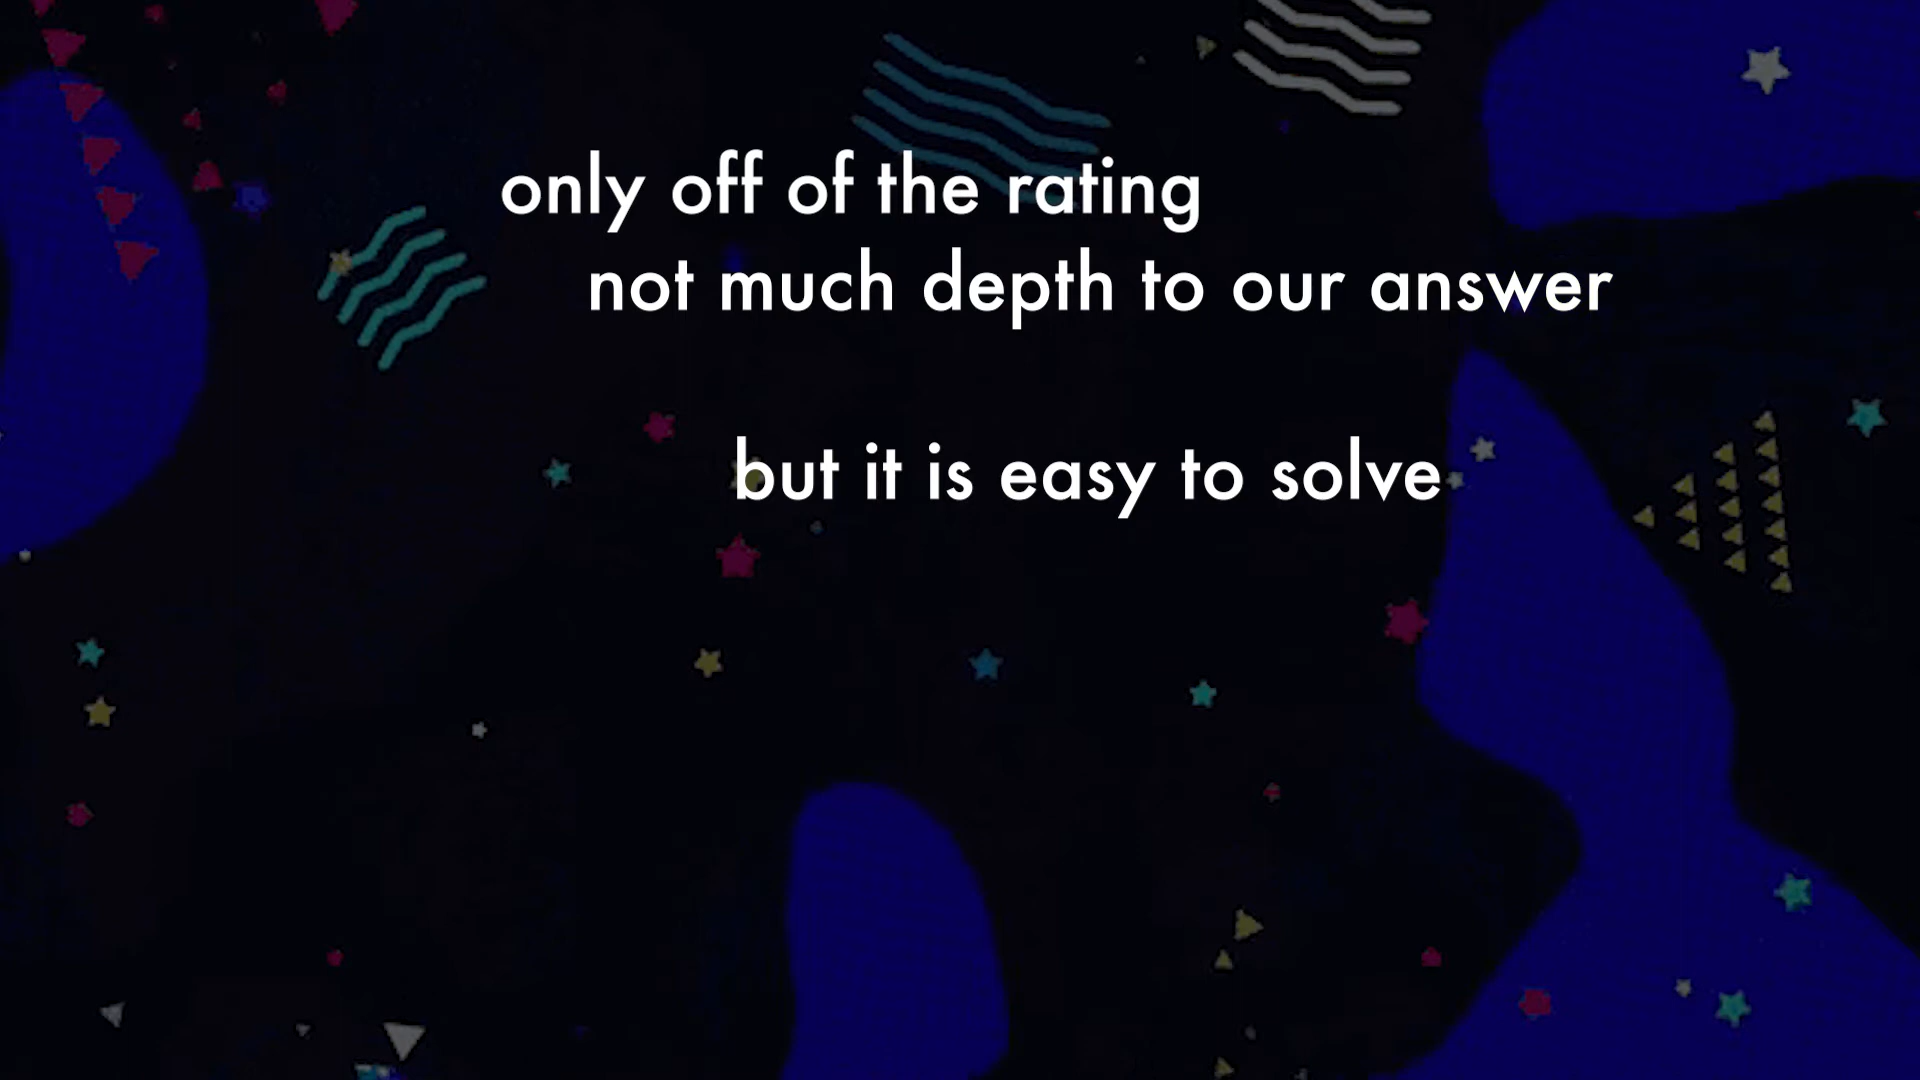 only off of the rating
not much depth to our answer
but it is easy to solve